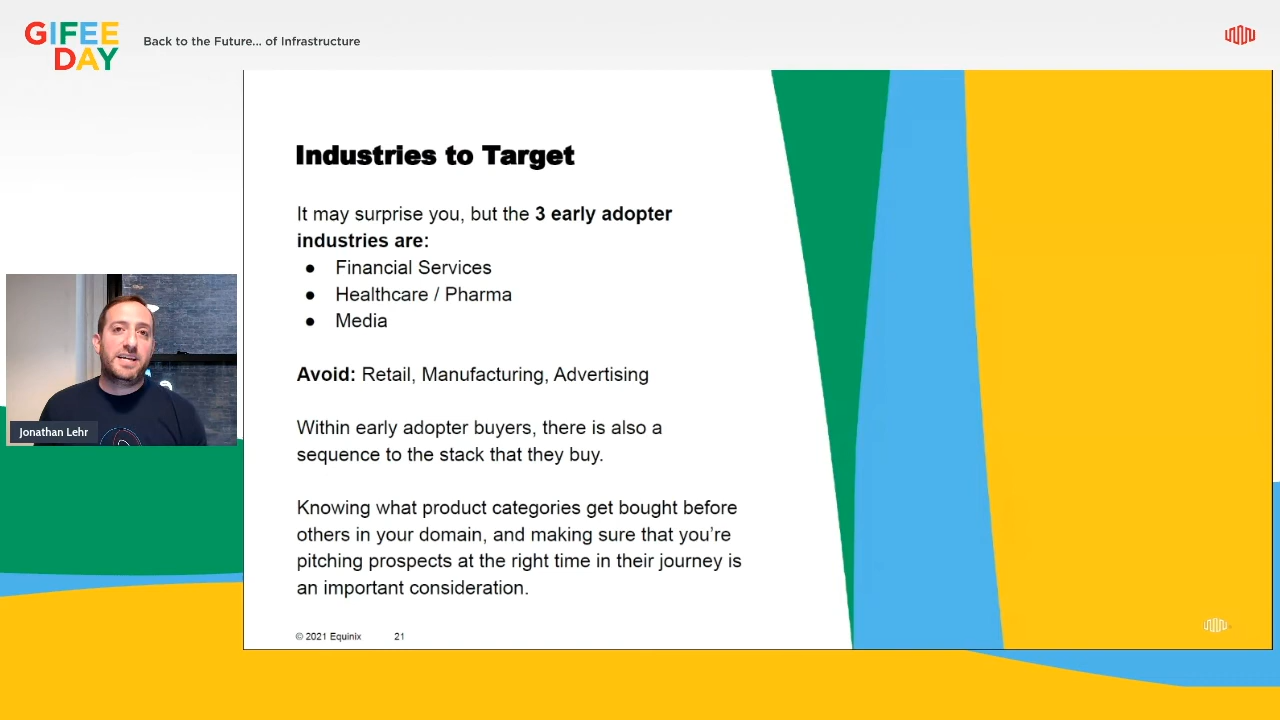 GIFEE
DAY
Back to the Future... of Infrastructure
Industries to Target
It may surprise you, but the 3 early adopter
industries are:
● Financial Services
● Healthcare / Pharma
● Media
Avoid: Retail, Manufacturing, Advertising
Within early adopter buyers, there is also a
sequence to the stack that they buy.
Knowing what product categories get bought before
others in your domain, and making sure that you’re
pitching prospects at the right time in their journey is
an important consideration.
© 2021 Equinix 21
Jonathan Lehr